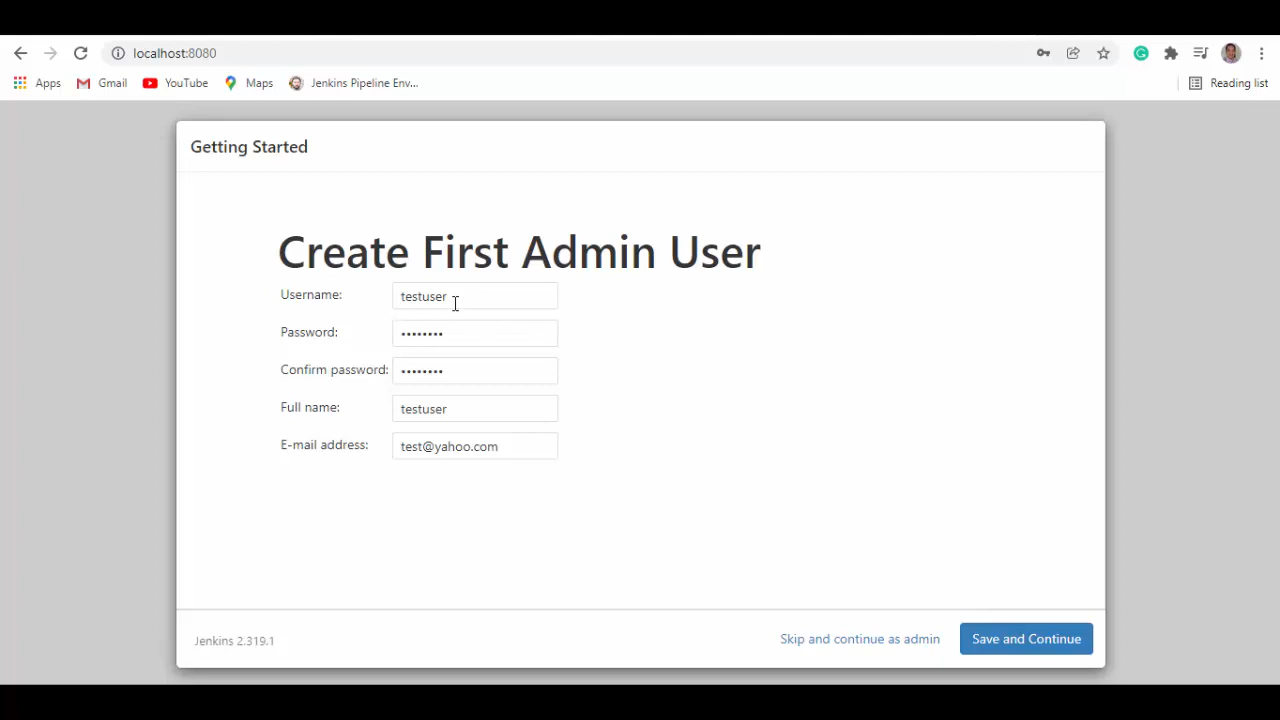 localhost:8080
Apps Gmail YouTube Maps Jenkins Pipeline Env... Reading list
Getting Started
Create First Admin User
Username: testuser
Password: ••••••••
Confirm password: ••••••••
Full name: testuser
E-mail address: test@yahoo.com
Jenkins 2.319.1 Skip and continue as admin Save and Continue